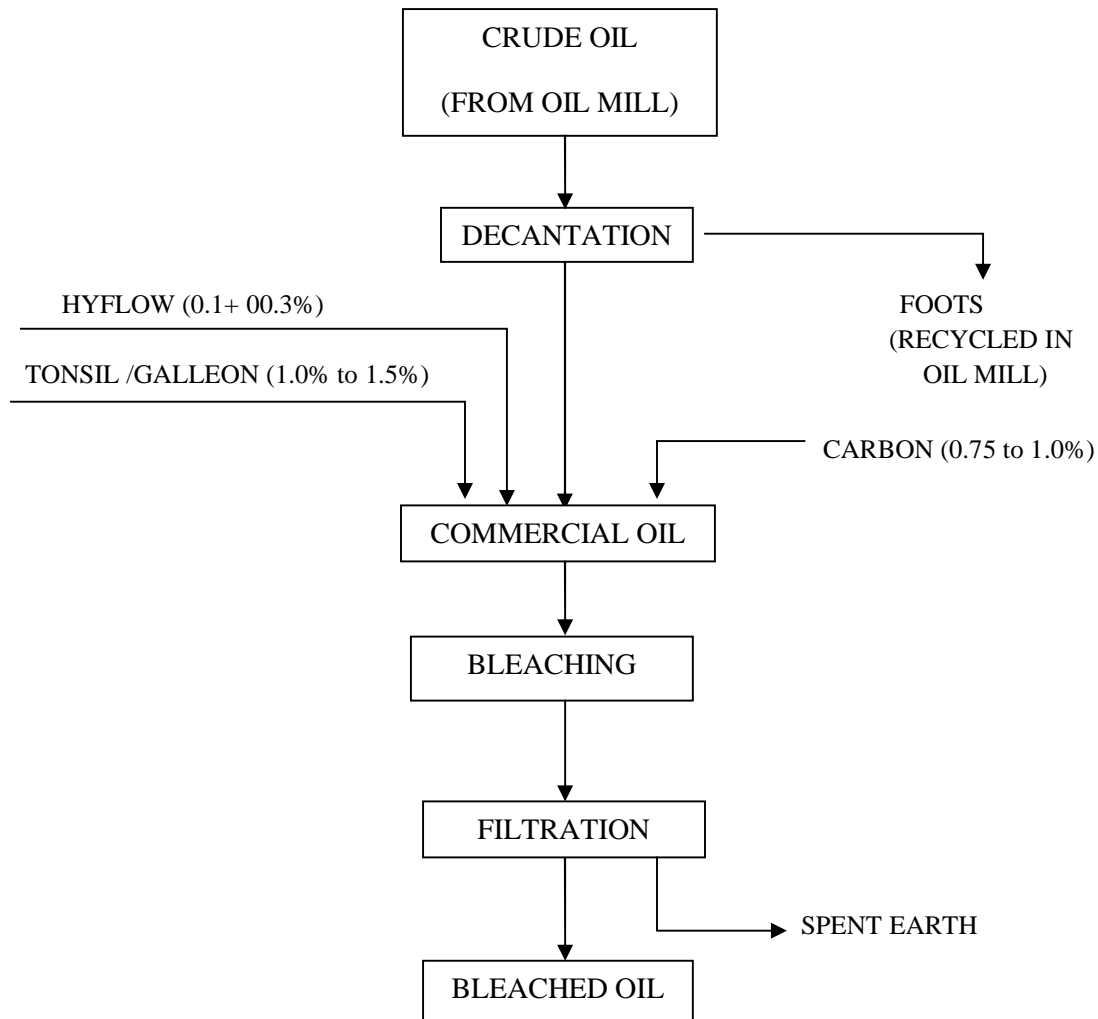 CRUDE OIL
(FROM OIL MILL)
DECANTATION
HYFLOW (0.1+ 00.3%)
FOOTS
(RECYCLED IN
OIL MILL)
TONSIL /GALLEON (1.0% to 1.5%)
CARBON (0.75 to 1.0%)
COMMERCIAL OIL
BLEACHING
FILTRATION
SPENT EARTH
BLEACHED OIL